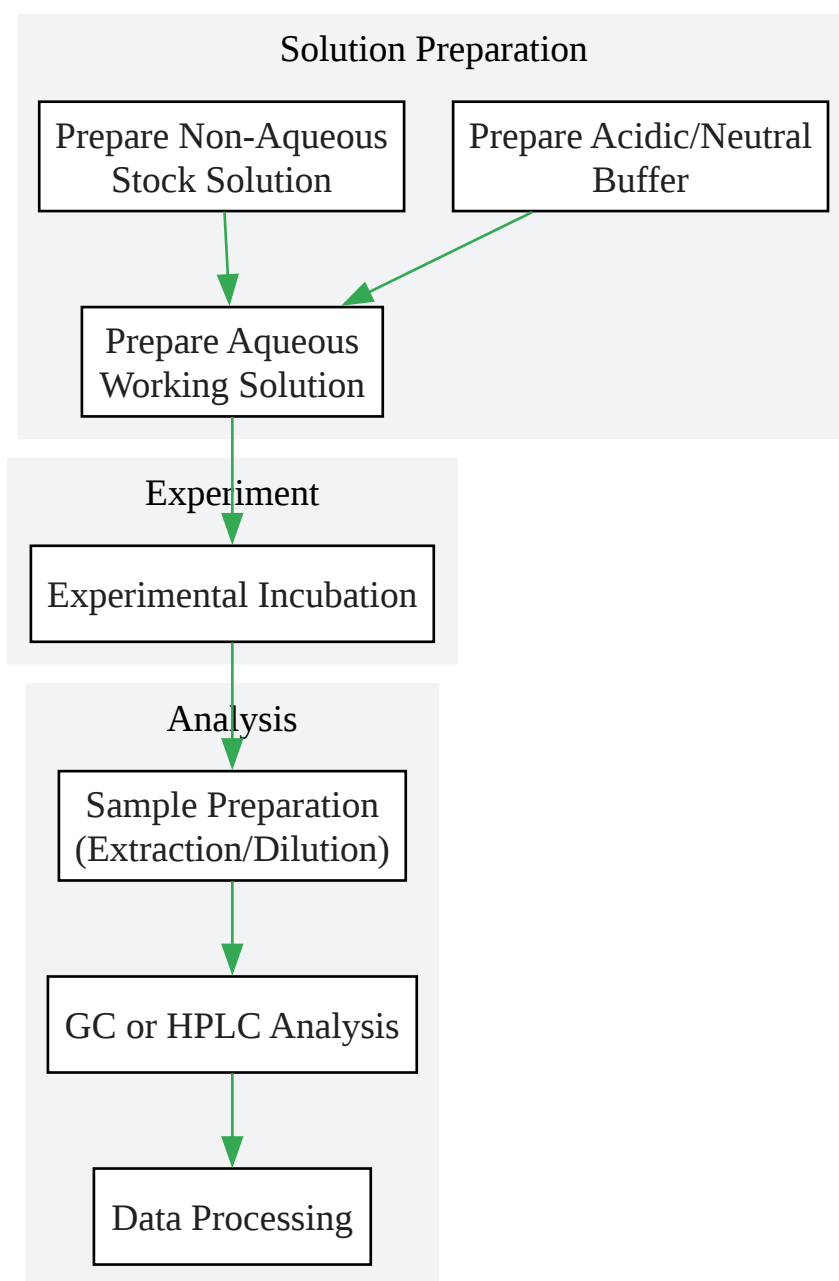 Solution Preparation
Prepare Non-Aqueous
Stock Solution
Prepare Acidic/Neutral
Buffer
Prepare Aqueous
Working Solution
Experiment
Experimental Incubation
Analysis
Sample Preparation
(Extraction/Dilution)
GC or HPLC Analysis
Data Processing